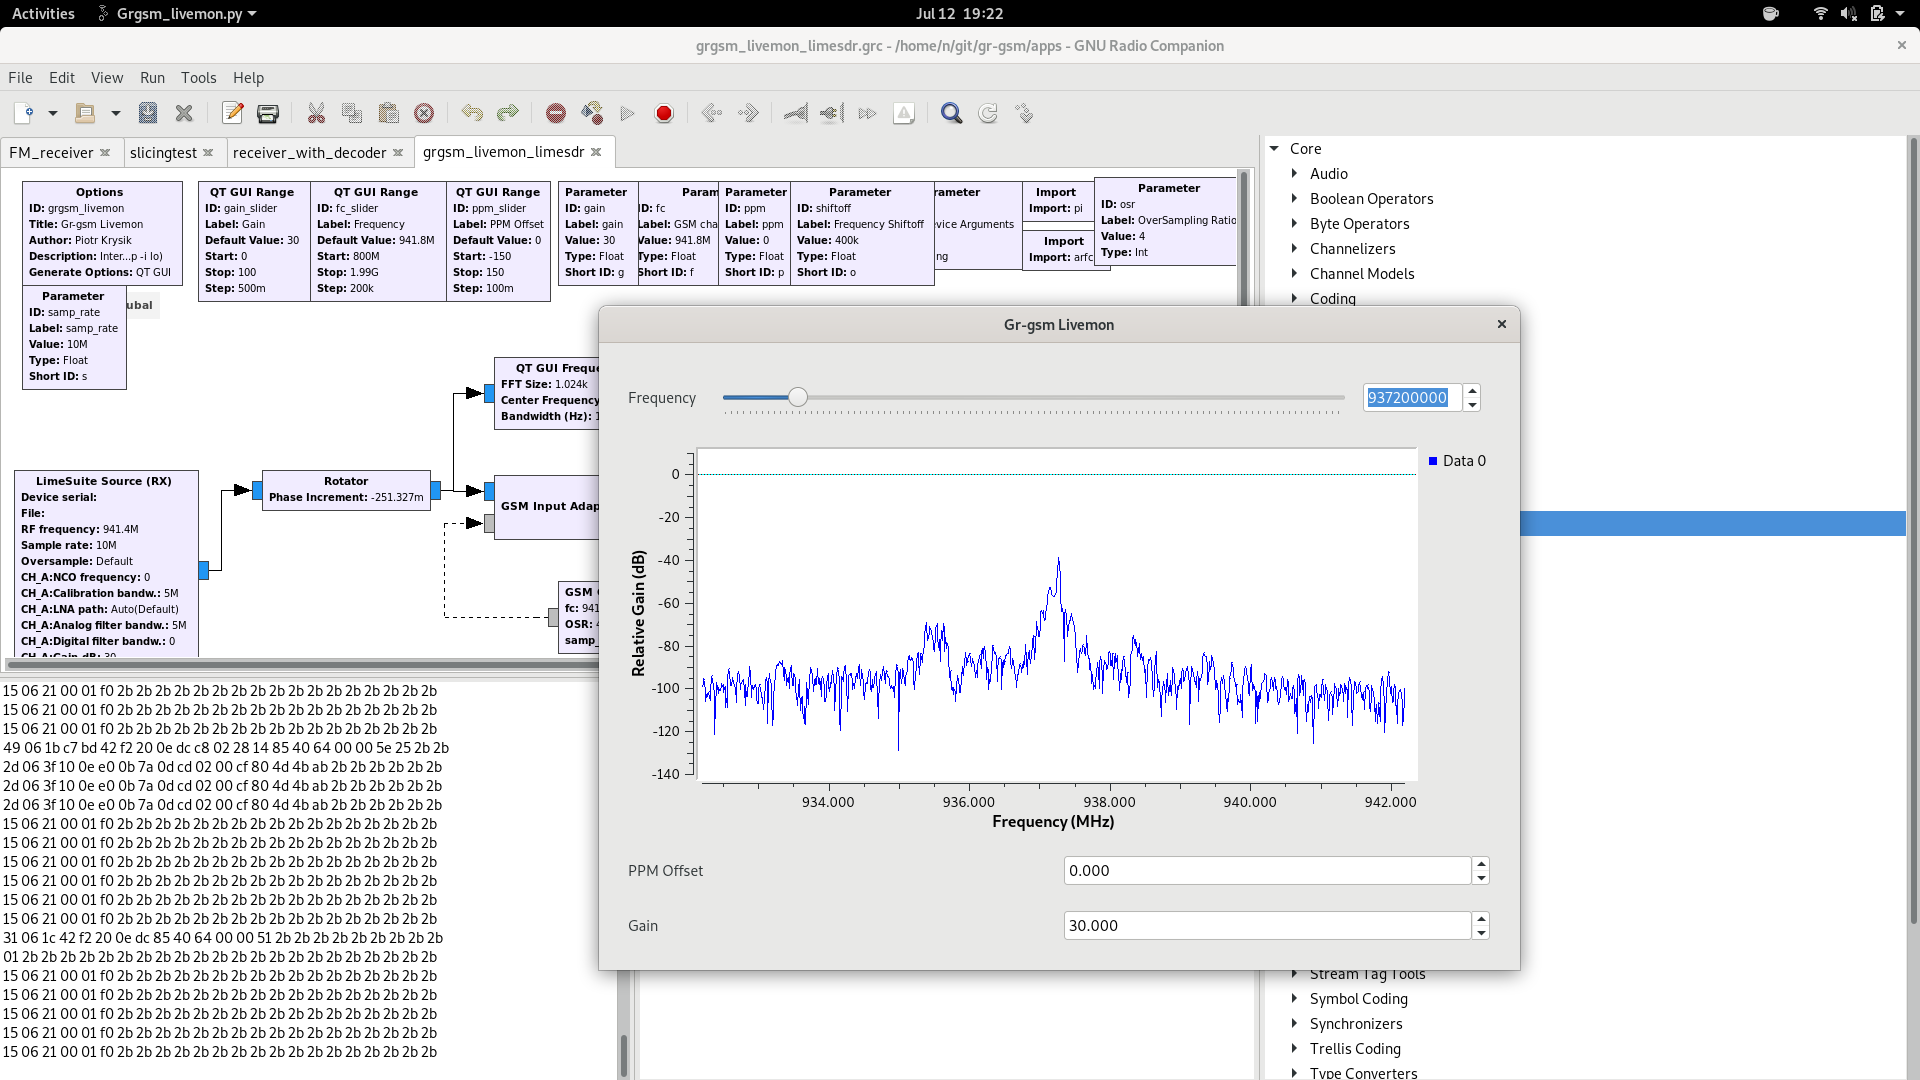 Activities Grgsm_livemon.py Jul 12 19:22
grgsm_livemon_limesdr.grc - /home/n/git/gr-gsm/apps - GNU Radio Companion
File Edit View Run Tools Help
FM_receiver slicingtest receiver_with_decoder grgsm_livemon_limesdr
Options
ID: grgsm_livemon
Title: Gr-gsm Livemon
Author: Piotr Krysik
Description: Inter...p -i lo)
Generate Options: QT GUI
QT GUI Range
ID: gain_slider
Label: Gain
Default Value: 30
Start: 0
Stop: 100
Step: 500m
QT GUI Range
ID: fc_slider
Label: Frequency
Default Value: 941.8M
Start: 800M
Stop: 1.99G
Step: 200k
QT GUI Range
ID: ppm_slider
Label: PPM Offset
Default Value: 0
Start: -150
Stop: 150
Step: 100m
Parameter
ID: gain
Label: gain
Value: 30
Type: Float
Short ID: g
Param
ID: fc
Label: GSM cha
Value: 941.8M
Type: Float
Short ID: f
Parameter
ID: ppm
Label: ppm
Value: 0
Type: Float
Short ID: p
Parameter
ID: shiftoff
Label: Frequency Shiftoff
Value: 400k
Type: Float
Short ID: o
rameter
vice Arguments
ng
Import
Import: pi
Import
Import: arfc
Parameter
ID: osr
Label: OverSampling Ratio
Value: 4
Type: Int
Parameter
ID: samp_rate
Label: samp_rate
Value: 10M
Type: Float
Short ID: s
ubal
QT GUI Freque
FFT Size: 1.024k
Center Frequency
Bandwidth (Hz): 1
LimeSuite Source (RX)
Device serial:
File:
RF frequency: 941.4M
Sample rate: 10M
Oversample: Default
CH_A:NCO frequency: 0
CH_A:Calibration bandw.: 5M
CH_A:LNA path: Auto(Default)
CH_A:Analog filter bandw.: 5M
CH_A:Digital filter bandw.: 0
CH_A:Gain dB: 30
Rotator
Phase Increment: -251.327m
GSM Input Adap
GSM
fc: 941
OSR: 4
samp_
Core
Audio
Boolean Operators
Byte Operators
Channelizers
Channel Models
Coding
Stream Tag Tools
Symbol Coding
Synchronizers
Trellis Coding
Type Converters
Gr-gsm Livemon
Frequency 937200000
Data 0
Relative Gain (dB)
0
-20
-40
-60
-80
-100
-120
-140
934.000 936.000 938.000 940.000 942.000
Frequency (MHz)
PPM Offset 0.000
Gain 30.000
15 06 21 00 01 f0 2b 2b 2b 2b 2b 2b 2b 2b 2b 2b 2b 2b 2b 2b 2b 2b 2b
15 06 21 00 01 f0 2b 2b 2b 2b 2b 2b 2b 2b 2b 2b 2b 2b 2b 2b 2b 2b 2b
15 06 21 00 01 f0 2b 2b 2b 2b 2b 2b 2b 2b 2b 2b 2b 2b 2b 2b 2b 2b 2b
49 06 1b c7 bd 42 f2 20 0e dc c8 02 28 14 85 40 64 00 00 5e 25 2b 2b
2d 06 3f 10 0e e0 0b 7a 0d cd 02 00 cf 80 4d 4b ab 2b 2b 2b 2b 2b 2b
2d 06 3f 10 0e e0 0b 7a 0d cd 02 00 cf 80 4d 4b ab 2b 2b 2b 2b 2b 2b
2d 06 3f 10 0e e0 0b 7a 0d cd 02 00 cf 80 4d 4b ab 2b 2b 2b 2b 2b 2b
15 06 21 00 01 f0 2b 2b 2b 2b 2b 2b 2b 2b 2b 2b 2b 2b 2b 2b 2b 2b 2b
15 06 21 00 01 f0 2b 2b 2b 2b 2b 2b 2b 2b 2b 2b 2b 2b 2b 2b 2b 2b 2b
15 06 21 00 01 f0 2b 2b 2b 2b 2b 2b 2b 2b 2b 2b 2b 2b 2b 2b 2b 2b 2b
15 06 21 00 01 f0 2b 2b 2b 2b 2b 2b 2b 2b 2b 2b 2b 2b 2b 2b 2b 2b 2b
15 06 21 00 01 f0 2b 2b 2b 2b 2b 2b 2b 2b 2b 2b 2b 2b 2b 2b 2b 2b 2b
15 06 21 00 01 f0 2b 2b 2b 2b 2b 2b 2b 2b 2b 2b 2b 2b 2b 2b 2b 2b 2b
31 06 1c 42 f2 20 0e dc 85 40 64 00 00 51 2b 2b 2b 2b 2b 2b 2b 2b 2b
01 2b 2b 2b 2b 2b 2b 2b 2b 2b 2b 2b 2b 2b 2b 2b 2b 2b 2b 2b 2b 2b 2b
15 06 21 00 01 f0 2b 2b 2b 2b 2b 2b 2b 2b 2b 2b 2b 2b 2b 2b 2b 2b 2b
15 06 21 00 01 f0 2b 2b 2b 2b 2b 2b 2b 2b 2b 2b 2b 2b 2b 2b 2b 2b 2b
15 06 21 00 01 f0 2b 2b 2b 2b 2b 2b 2b 2b 2b 2b 2b 2b 2b 2b 2b 2b 2b
15 06 21 00 01 f0 2b 2b 2b 2b 2b 2b 2b 2b 2b 2b 2b 2b 2b 2b 2b 2b 2b
15 06 21 00 01 f0 2b 2b 2b 2b 2b 2b 2b 2b 2b 2b 2b 2b 2b 2b 2b 2b 2b